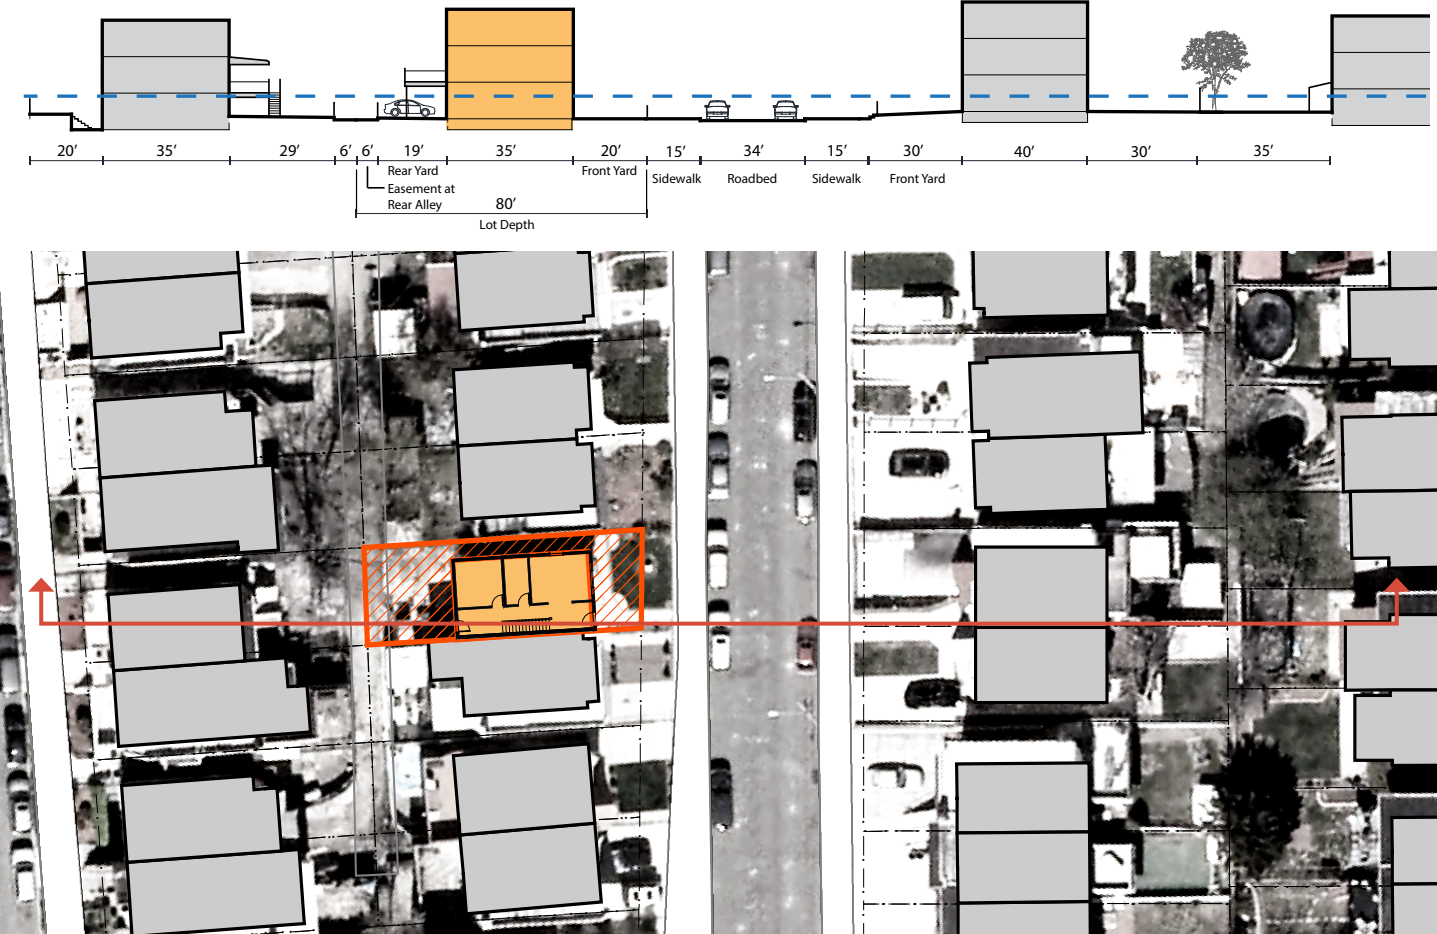 20’ 35’ 29’ 6’ 6’ 19’ 35’ 20’ 15’ 34’ 15’ 30’ 40’ 30’ 35’
Rear Yard Front Yard
Sidewalk Roadbed Sidewalk Front Yard
Easement at
Rear Alley
80’
Lot Depth